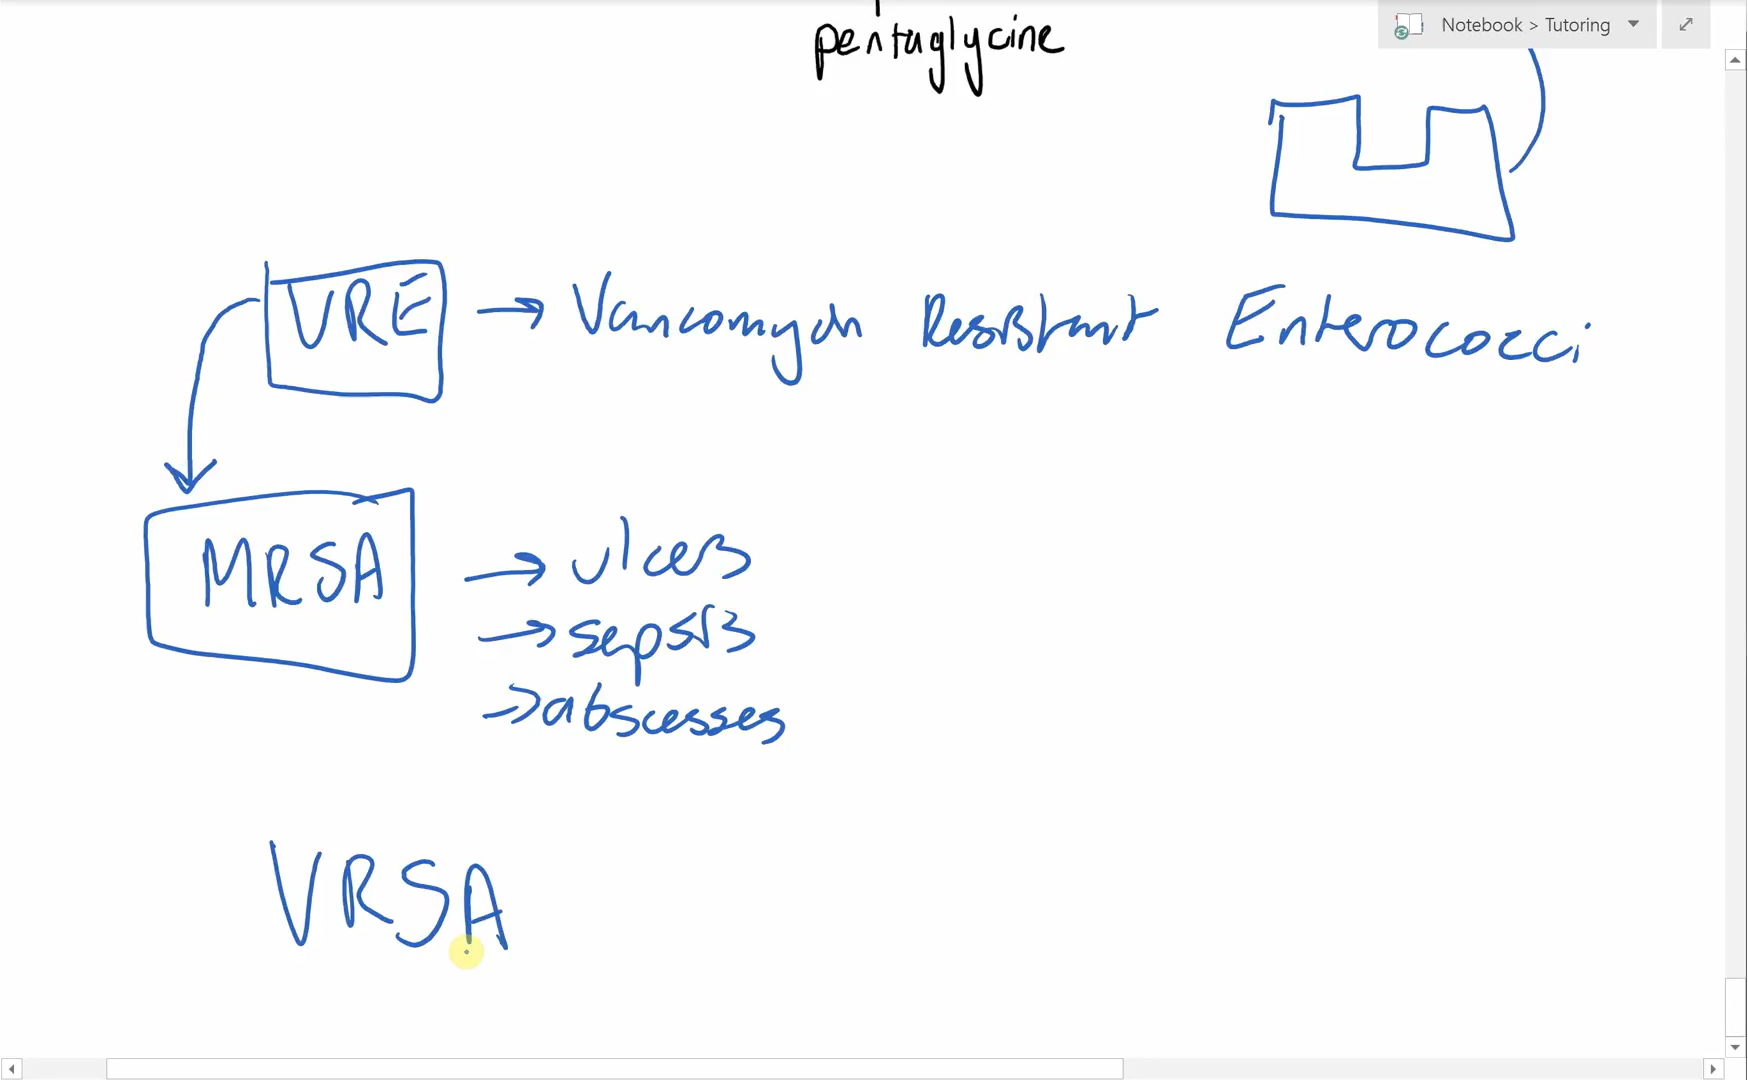 Notebook > Tutoring
pentaglycine
VRE → Vancomycin Resistant Enterococci
MRSA → ulcers
→ sepsis
→ abscesses
VRSA